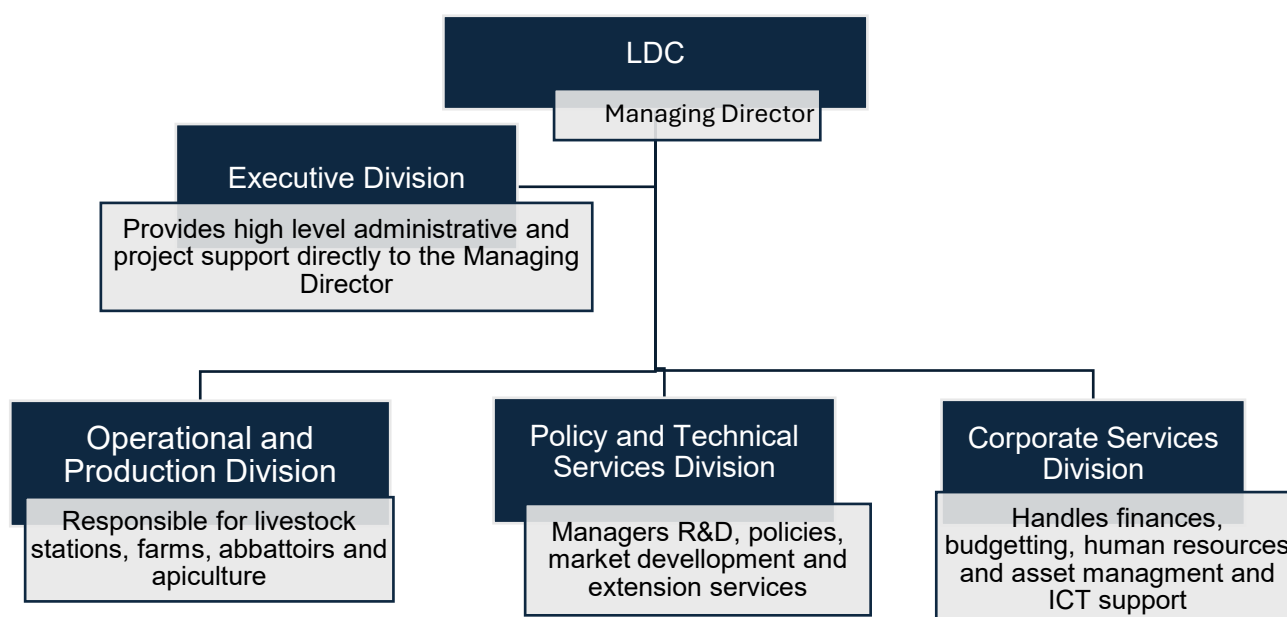 LDC
Managing Director
Executive Division
Provides high level administrative and
project support directly to the Managing
Director
Operational and
Production Division
Responsible for livestock
stations, farms, abbattoirs and
apiculture
Policy and Technical
Services Division
Managers R&D, policies,
market devellopment and
extension services
Corporate Services
Division
Handles finances,
budgetting, human resources
and asset managment and
ICT support